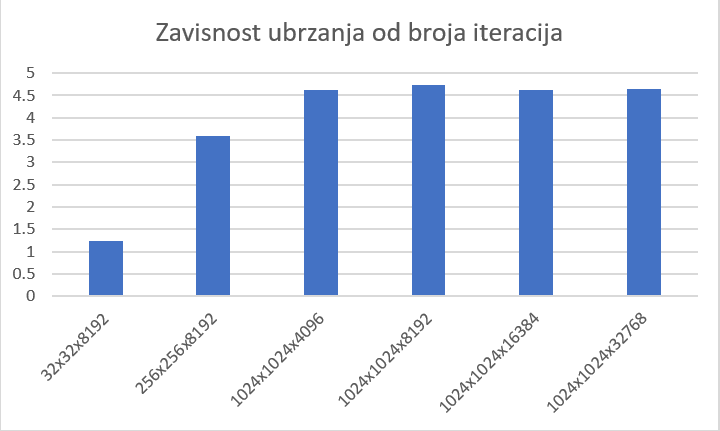 Zavisnost ubrzanja od broja iteracija
5
4.5
4
3.5
3
2.5
2
1.5
1
0.5
0
32x32x8192
256x256x8192
1024x1024x4096
1024x1024x8192
1024x1024x16384
1024x1024x32768